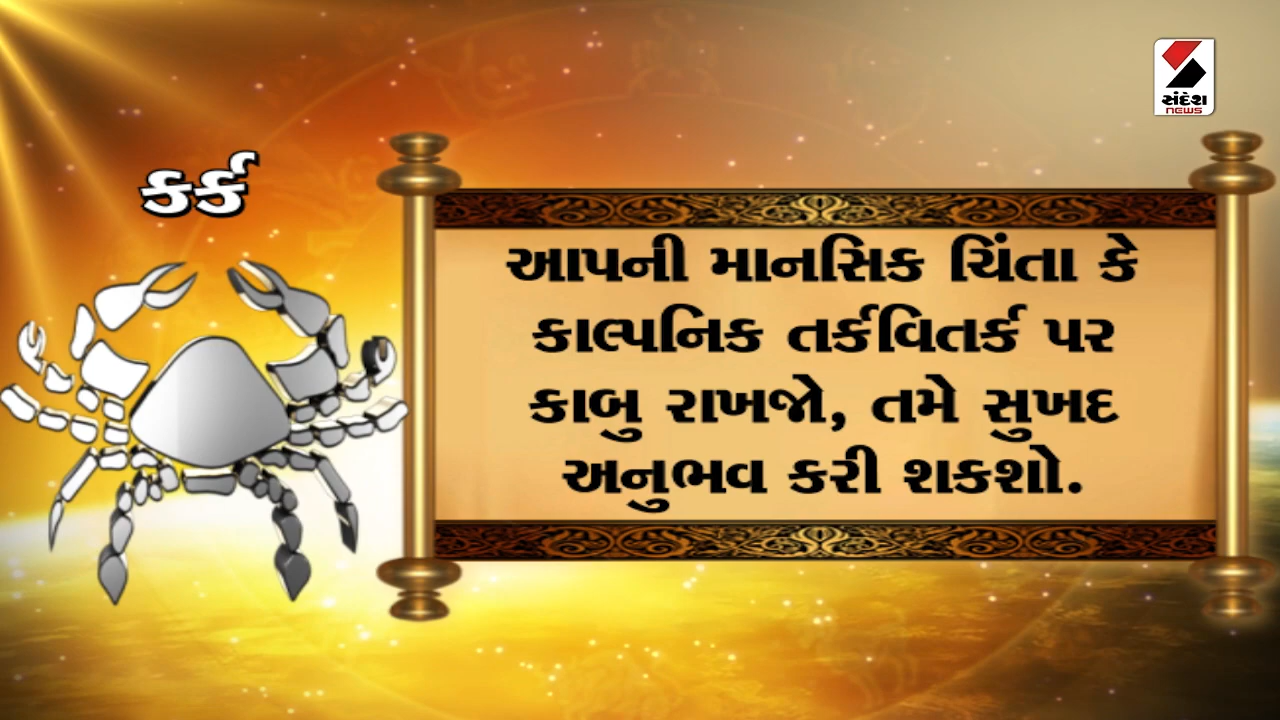 સંદેશ
NEWS
કર્ક
આપની માનસિક ચિંતા કે
કાલ્પનિક તર્કવિતર્ક પર
કાબુ રાખજો, તમે સુખદ
અનુભવ કરી શકશો.